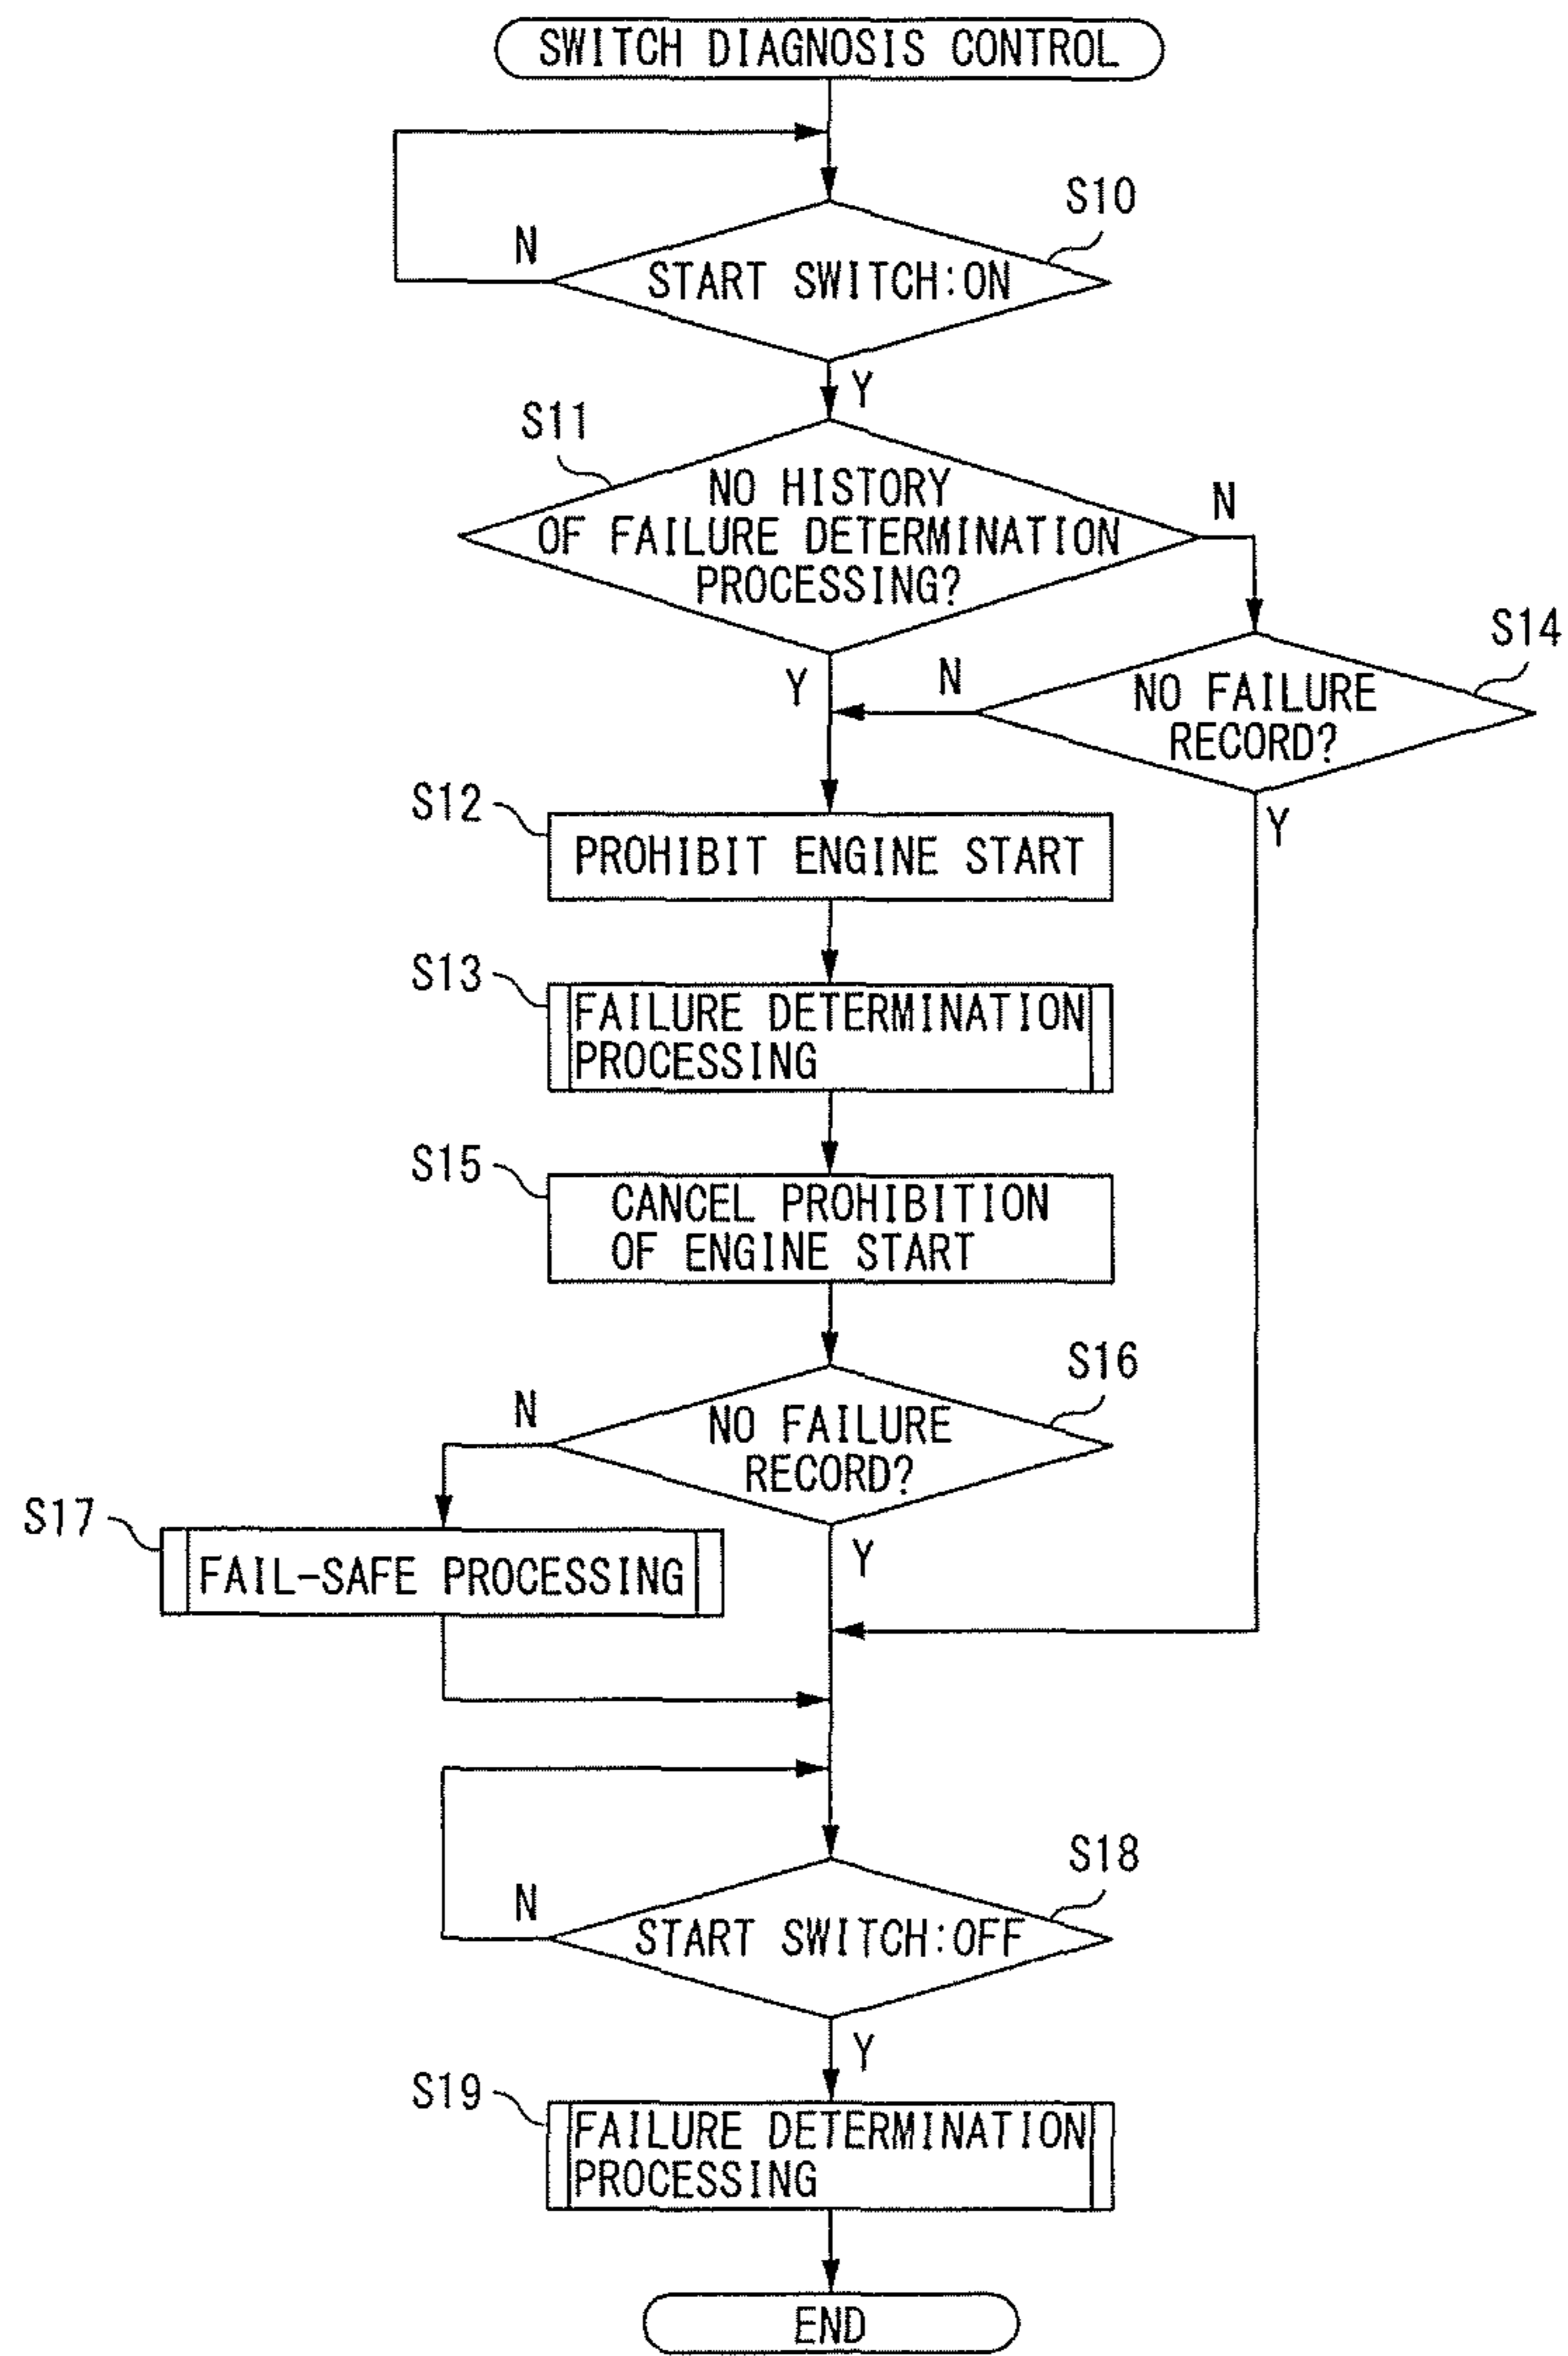 SWITCH DIAGNOSIS CONTROL
S10
N
START SWITCH:ON
Y
S11
NO HISTORY
OF FAILURE DETERMINATION
PROCESSING?
N
S14
Y
N
NO FAILURE
RECORD?
S12
Y
PROHIBIT ENGINE START
S13
FAILURE DETERMINATION
PROCESSING
S15
CANCEL PROHIBITION
OF ENGINE START
S16
N
NO FAILURE
RECORD?
S17
Y
FAIL-SAFE PROCESSING
S18
N
START SWITCH:OFF
Y
S19
FAILURE DETERMINATION
PROCESSING
END